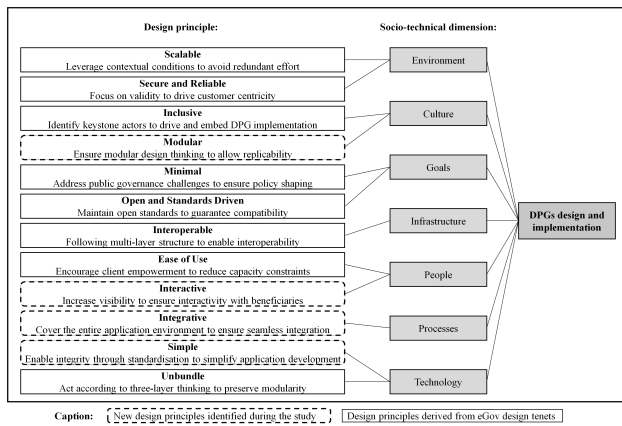 Design principle:
Socio-technical dimension:
Scalable
Leverage contextual conditions to avoid redundant effort
Secure and Reliable
Focus on validity to drive customer centricity
Inclusive
Identify keystone actors to drive and embed DPG implementation
Modular
Ensure modular design thinking to allow replicability
Minimal
Address public governance challenges to ensure policy shaping
Open and Standards Driven
Maintain open standards to guarantee compatibility
Interoperable
Following multi-layer structure to enable interoperability
Ease of Use
Encourage client empowerment to reduce capacity constraints
Interactive
Increase visibility to ensure interactivity with beneficiaries
Integrative
Cover the entire application environment to ensure seamless integration
Simple
Enable integrity through standardisation to simplify application development
Unbundle
Act according to three-layer thinking to preserve modularity
Environment
Culture
Goals
Infrastructure
People
Processes
Technology
DPGs design and
implementation
Caption:
New design principles identified during the study
Design principles derived from eGov design tenets